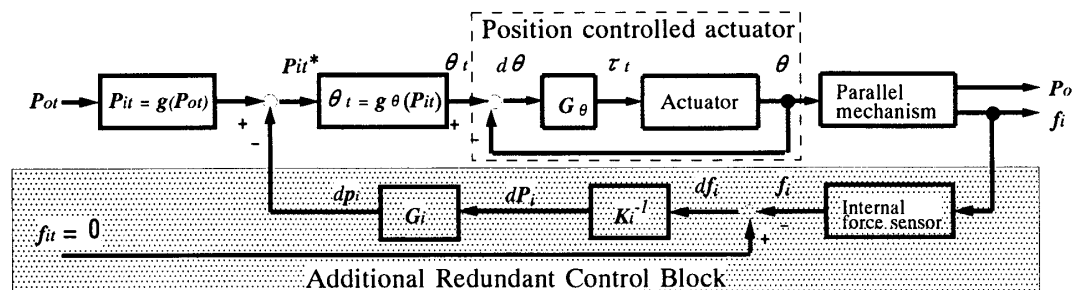 Position controlled actuator
Pit*
θt
dθ
τt
θ
Pot
Pit = g(Pot)
θt = gθ(Pit)
Gθ
Actuator
Parallel
mechanism
Po
fi
+
-
+
-
dpi
Gi
dPi
Ki-1
dfi
fi
-
+
Internal
force sensor
fit = 0
Additional Redundant Control Block